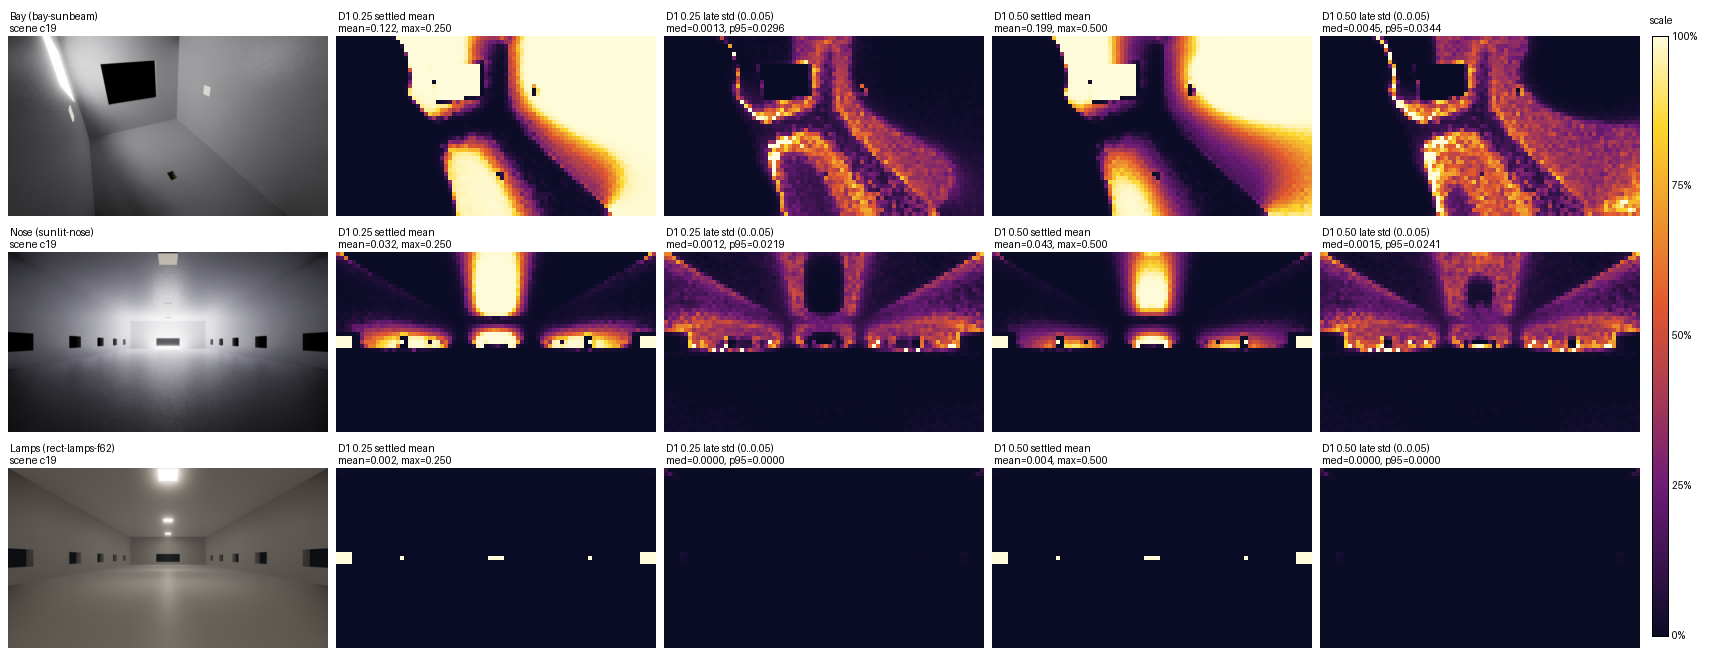 Bay (bay-sunbeam)
scene c19
D1 0.25 settled mean
mean=0.122, max=0.250
D1 0.25 late std (0..0.05)
med=0.0013, p95=0.0296
D1 0.50 settled mean
mean=0.199, max=0.500
D1 0.50 late std (0..0.05)
med=0.0045, p95=0.0344
scale
100%
75%
50%
25%
0%
Nose (sunlit-nose)
scene c19
D1 0.25 settled mean
mean=0.032, max=0.250
D1 0.25 late std (0..0.05)
med=0.0012, p95=0.0219
D1 0.50 settled mean
mean=0.043, max=0.500
D1 0.50 late std (0..0.05)
med=0.0015, p95=0.0241
Lamps (rect-lamps-f62)
scene c19
D1 0.25 settled mean
mean=0.002, max=0.250
D1 0.25 late std (0..0.05)
med=0.0000, p95=0.0000
D1 0.50 settled mean
mean=0.004, max=0.500
D1 0.50 late std (0..0.05)
med=0.0000, p95=0.0000